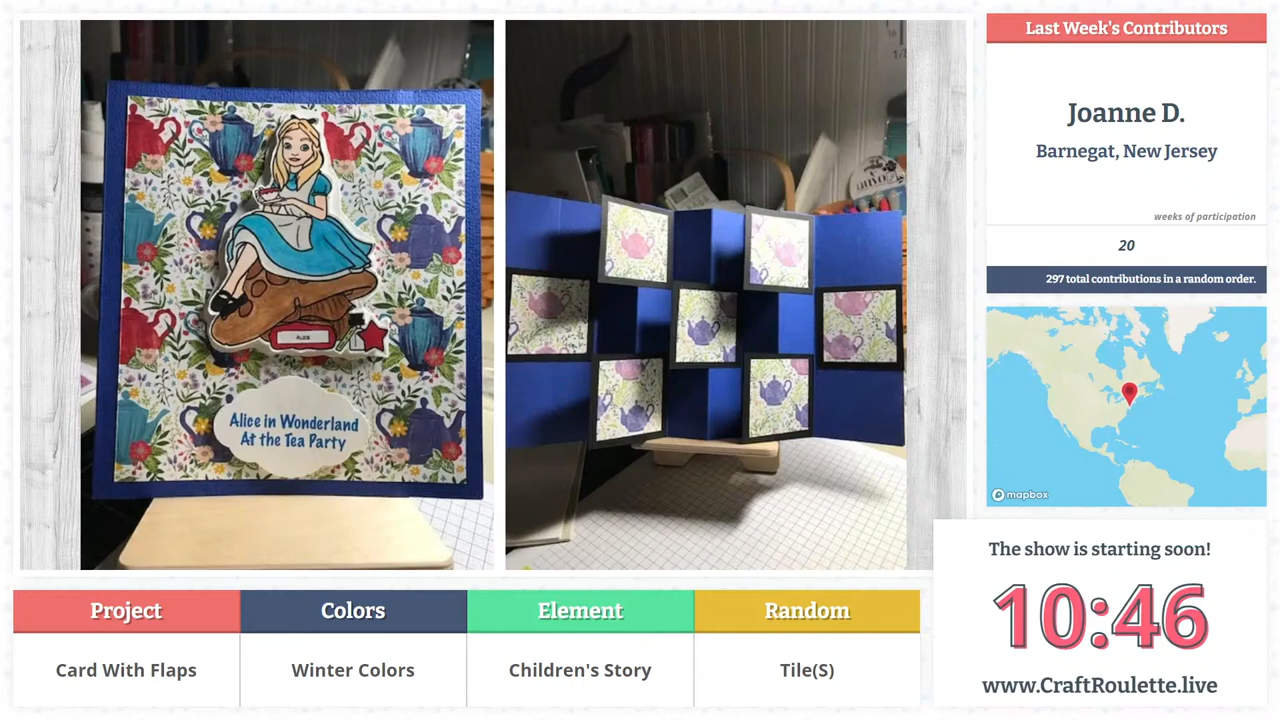 Alice in Wonderland
At the Tea Party
Last Week's Contributors
Joanne D.
Barnegat, New Jersey
weeks of participation
20
297 total contributions in a random order.
mapbox
The show is starting soon!
10:46
www.CraftRoulette.live
Project
Colors
Element
Random
Card With Flaps
Winter Colors
Children's Story
Tile(S)